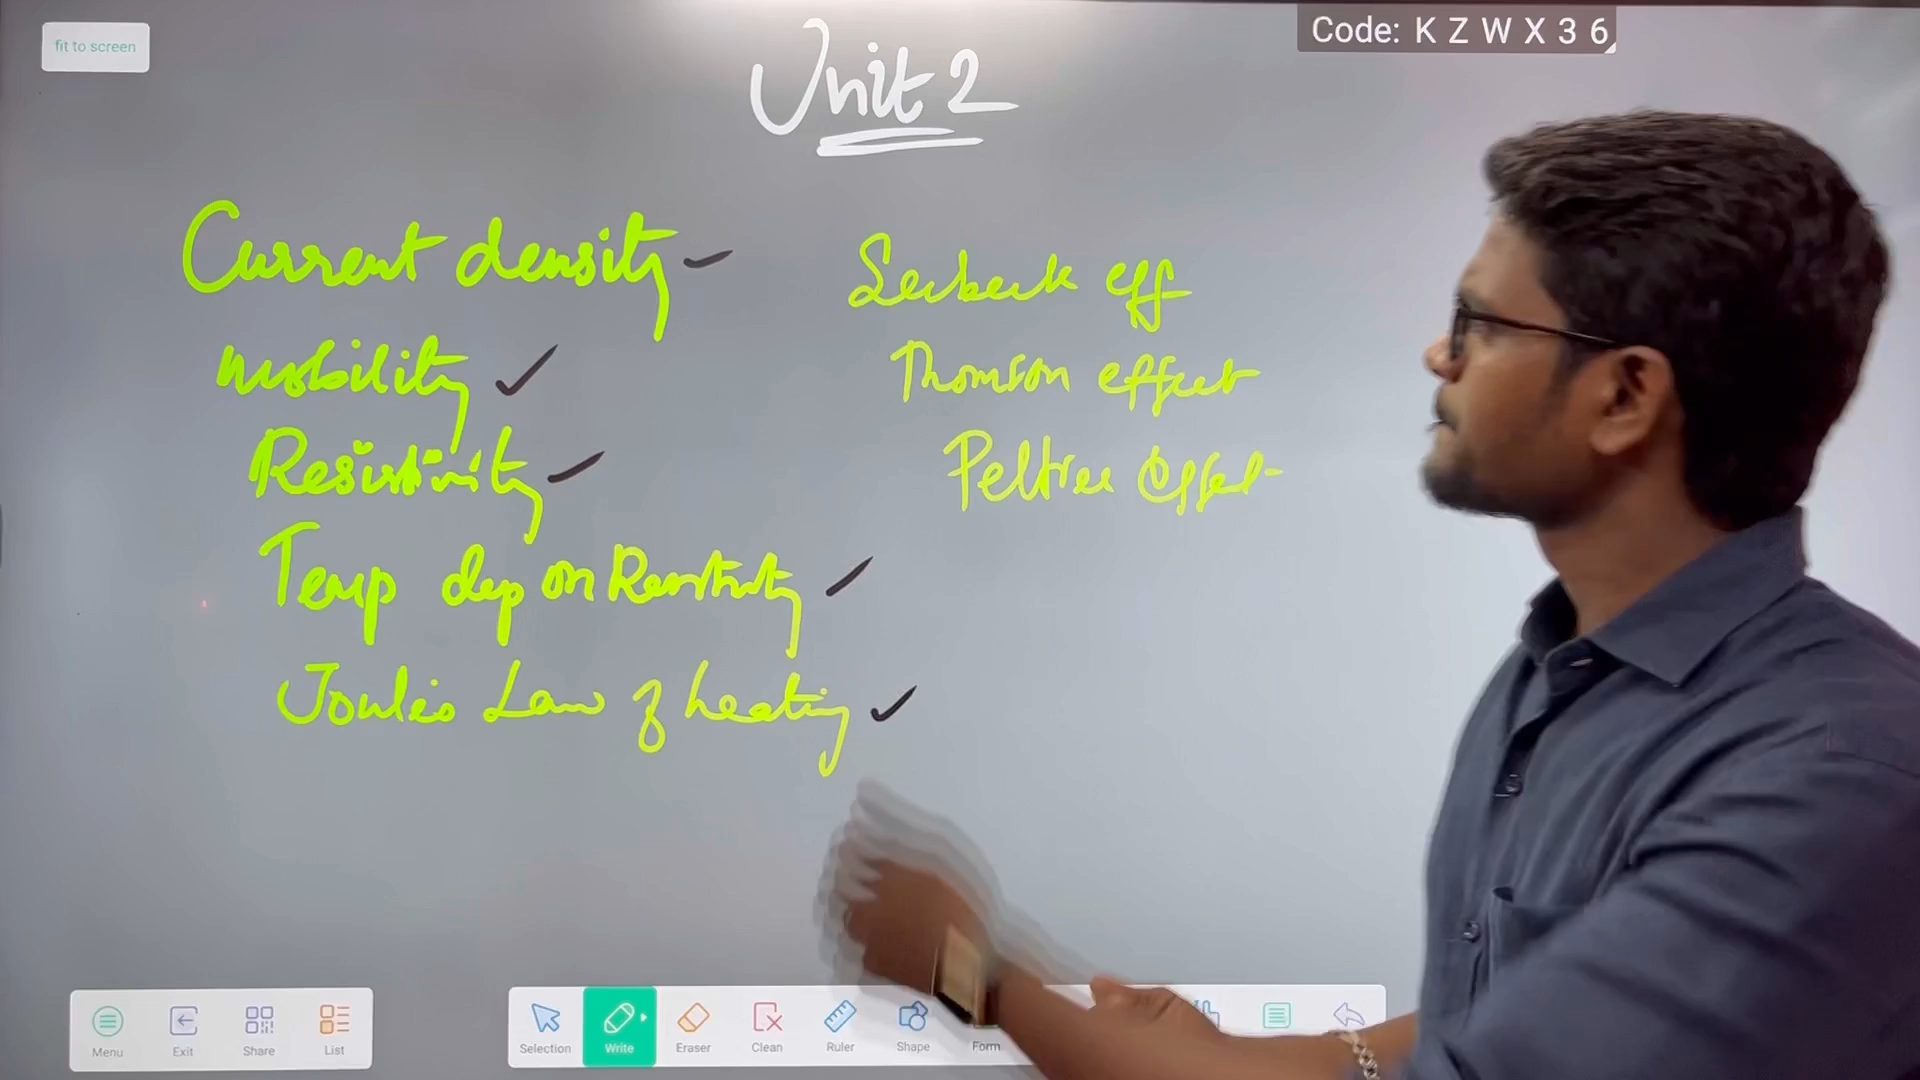 fit to screen
Code: K Z W X 3 6
Unit 2
Current density
Mobility
Resistivity
Temp dep on Resistivity
Joules Law of heating
Seebeck eff
Thomson effect
Peltier Effect
Menu
Exit
Share
List
Selection
Write
Eraser
Clean
Ruler
Shape
Form